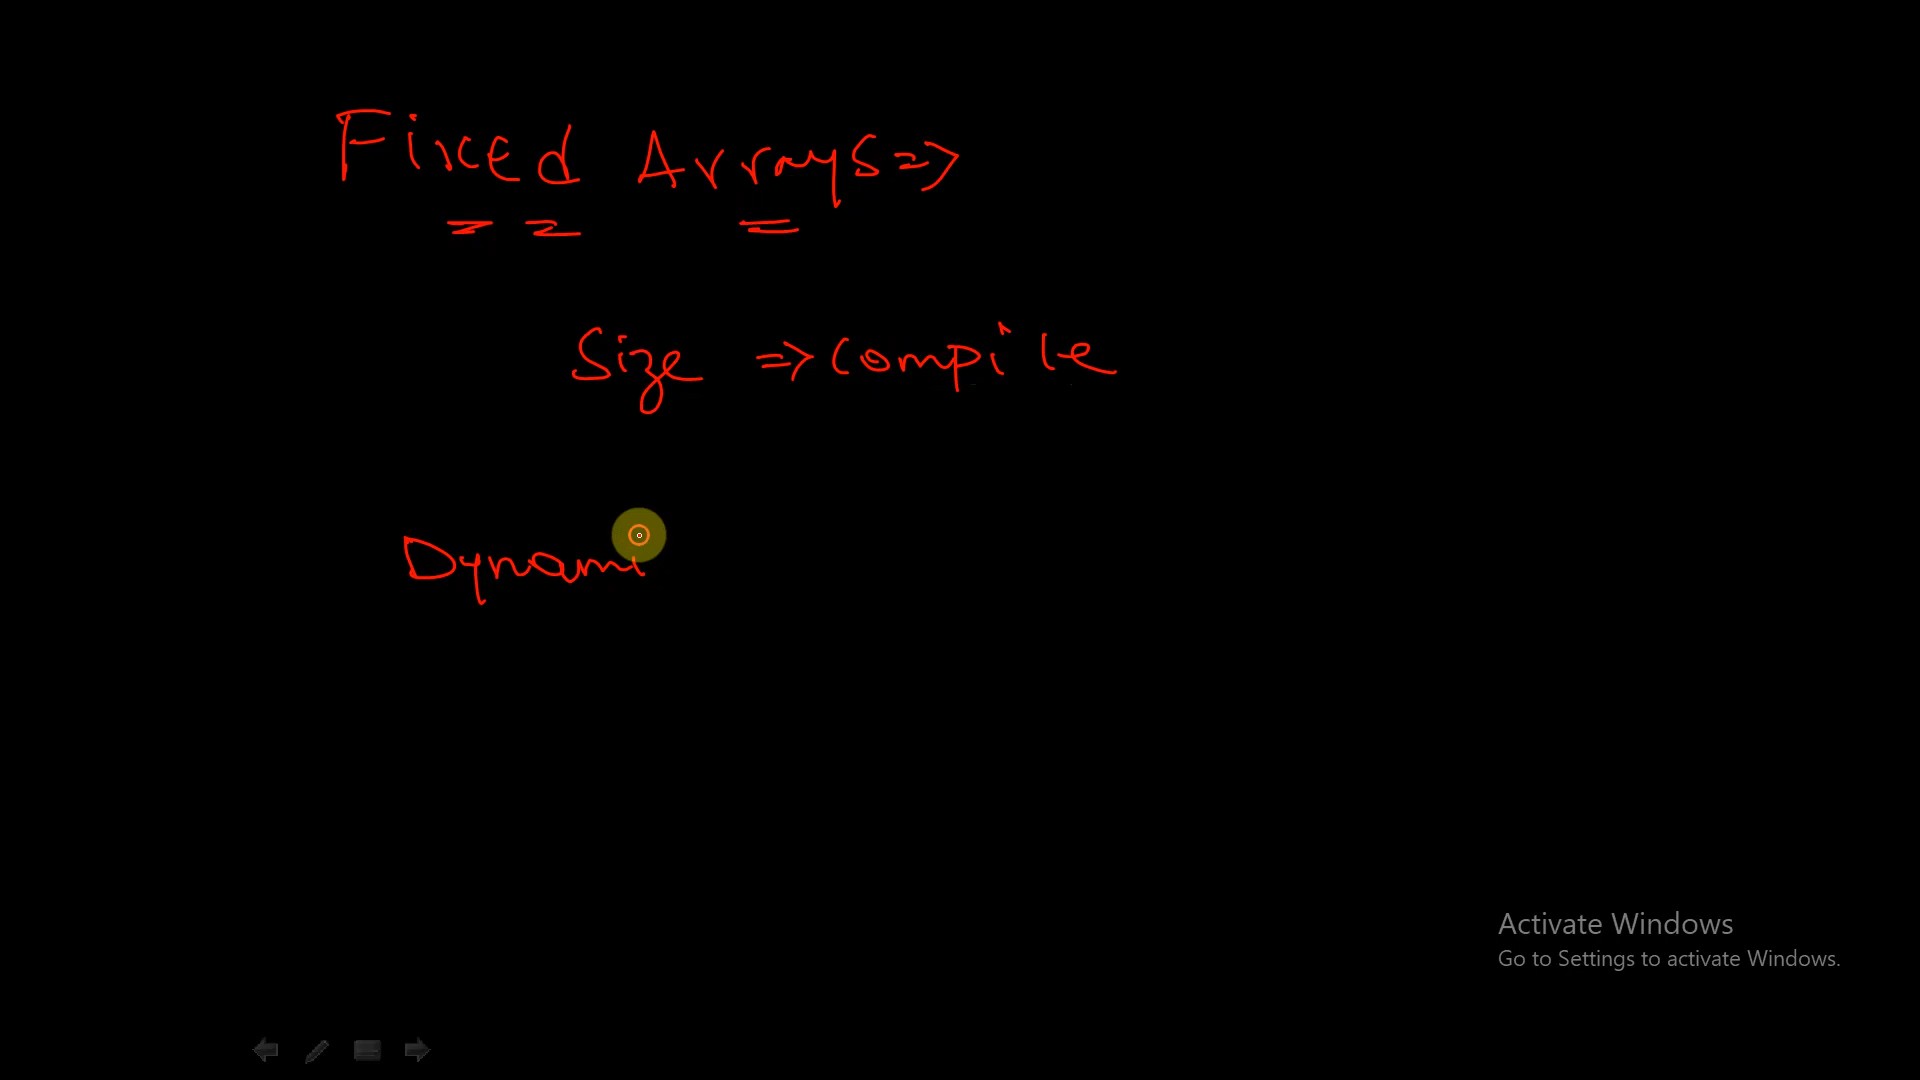 Fixed Arrays =>
Size => Compile
Dynami
Activate Windows
Go to Settings to activate Windows.